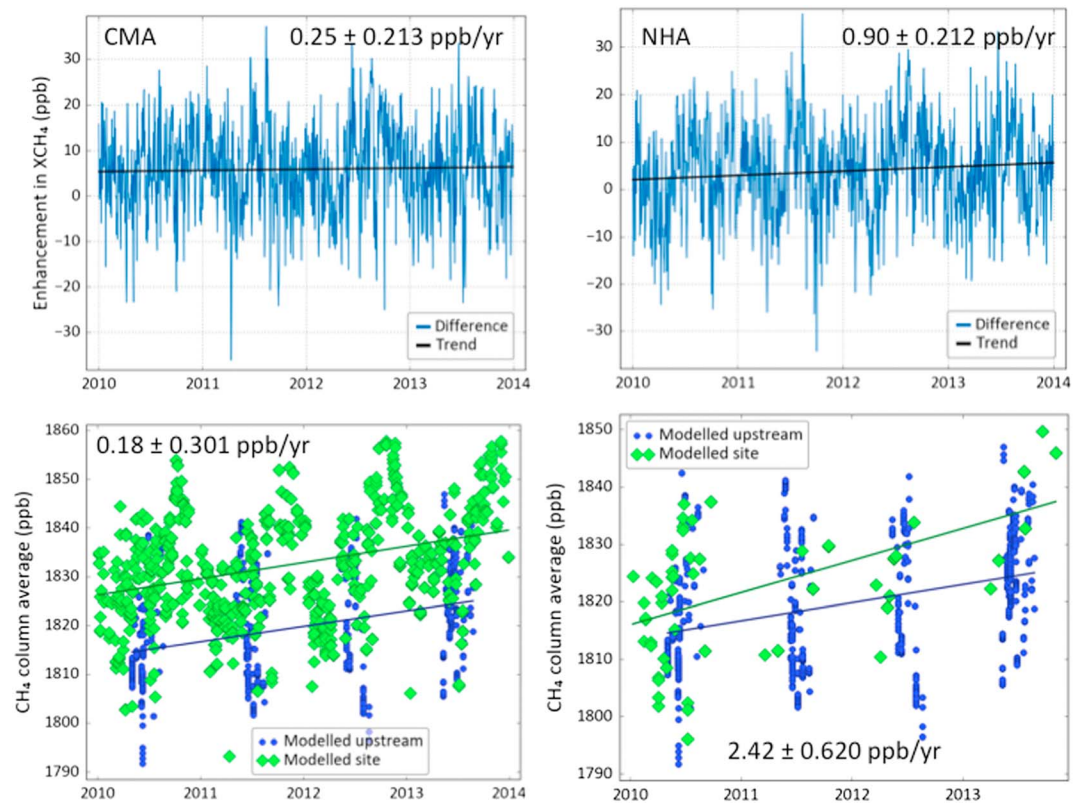 CMA 0.25 ± 0.213 ppb/yr
Enhancement in XCH₄ (ppb)
30
20
10
0
−10
−20
−30
Difference
Trend
2010 2011 2012 2013 2014
NHA 0.90 ± 0.212 ppb/yr
30
20
10
0
−10
−20
−30
Difference
Trend
2010 2011 2012 2013 2014
0.18 ± 0.301 ppb/yr
CH₄ column average (ppb)
1860
1850
1840
1830
1820
1810
1800
1790
Modelled upstream
Modelled site
2010 2011 2012 2013 2014
Modelled upstream
Modelled site
CH₄ column average (ppb)
1850
1840
1830
1820
1810
1800
1790
2.42 ± 0.620 ppb/yr
2010 2011 2012 2013